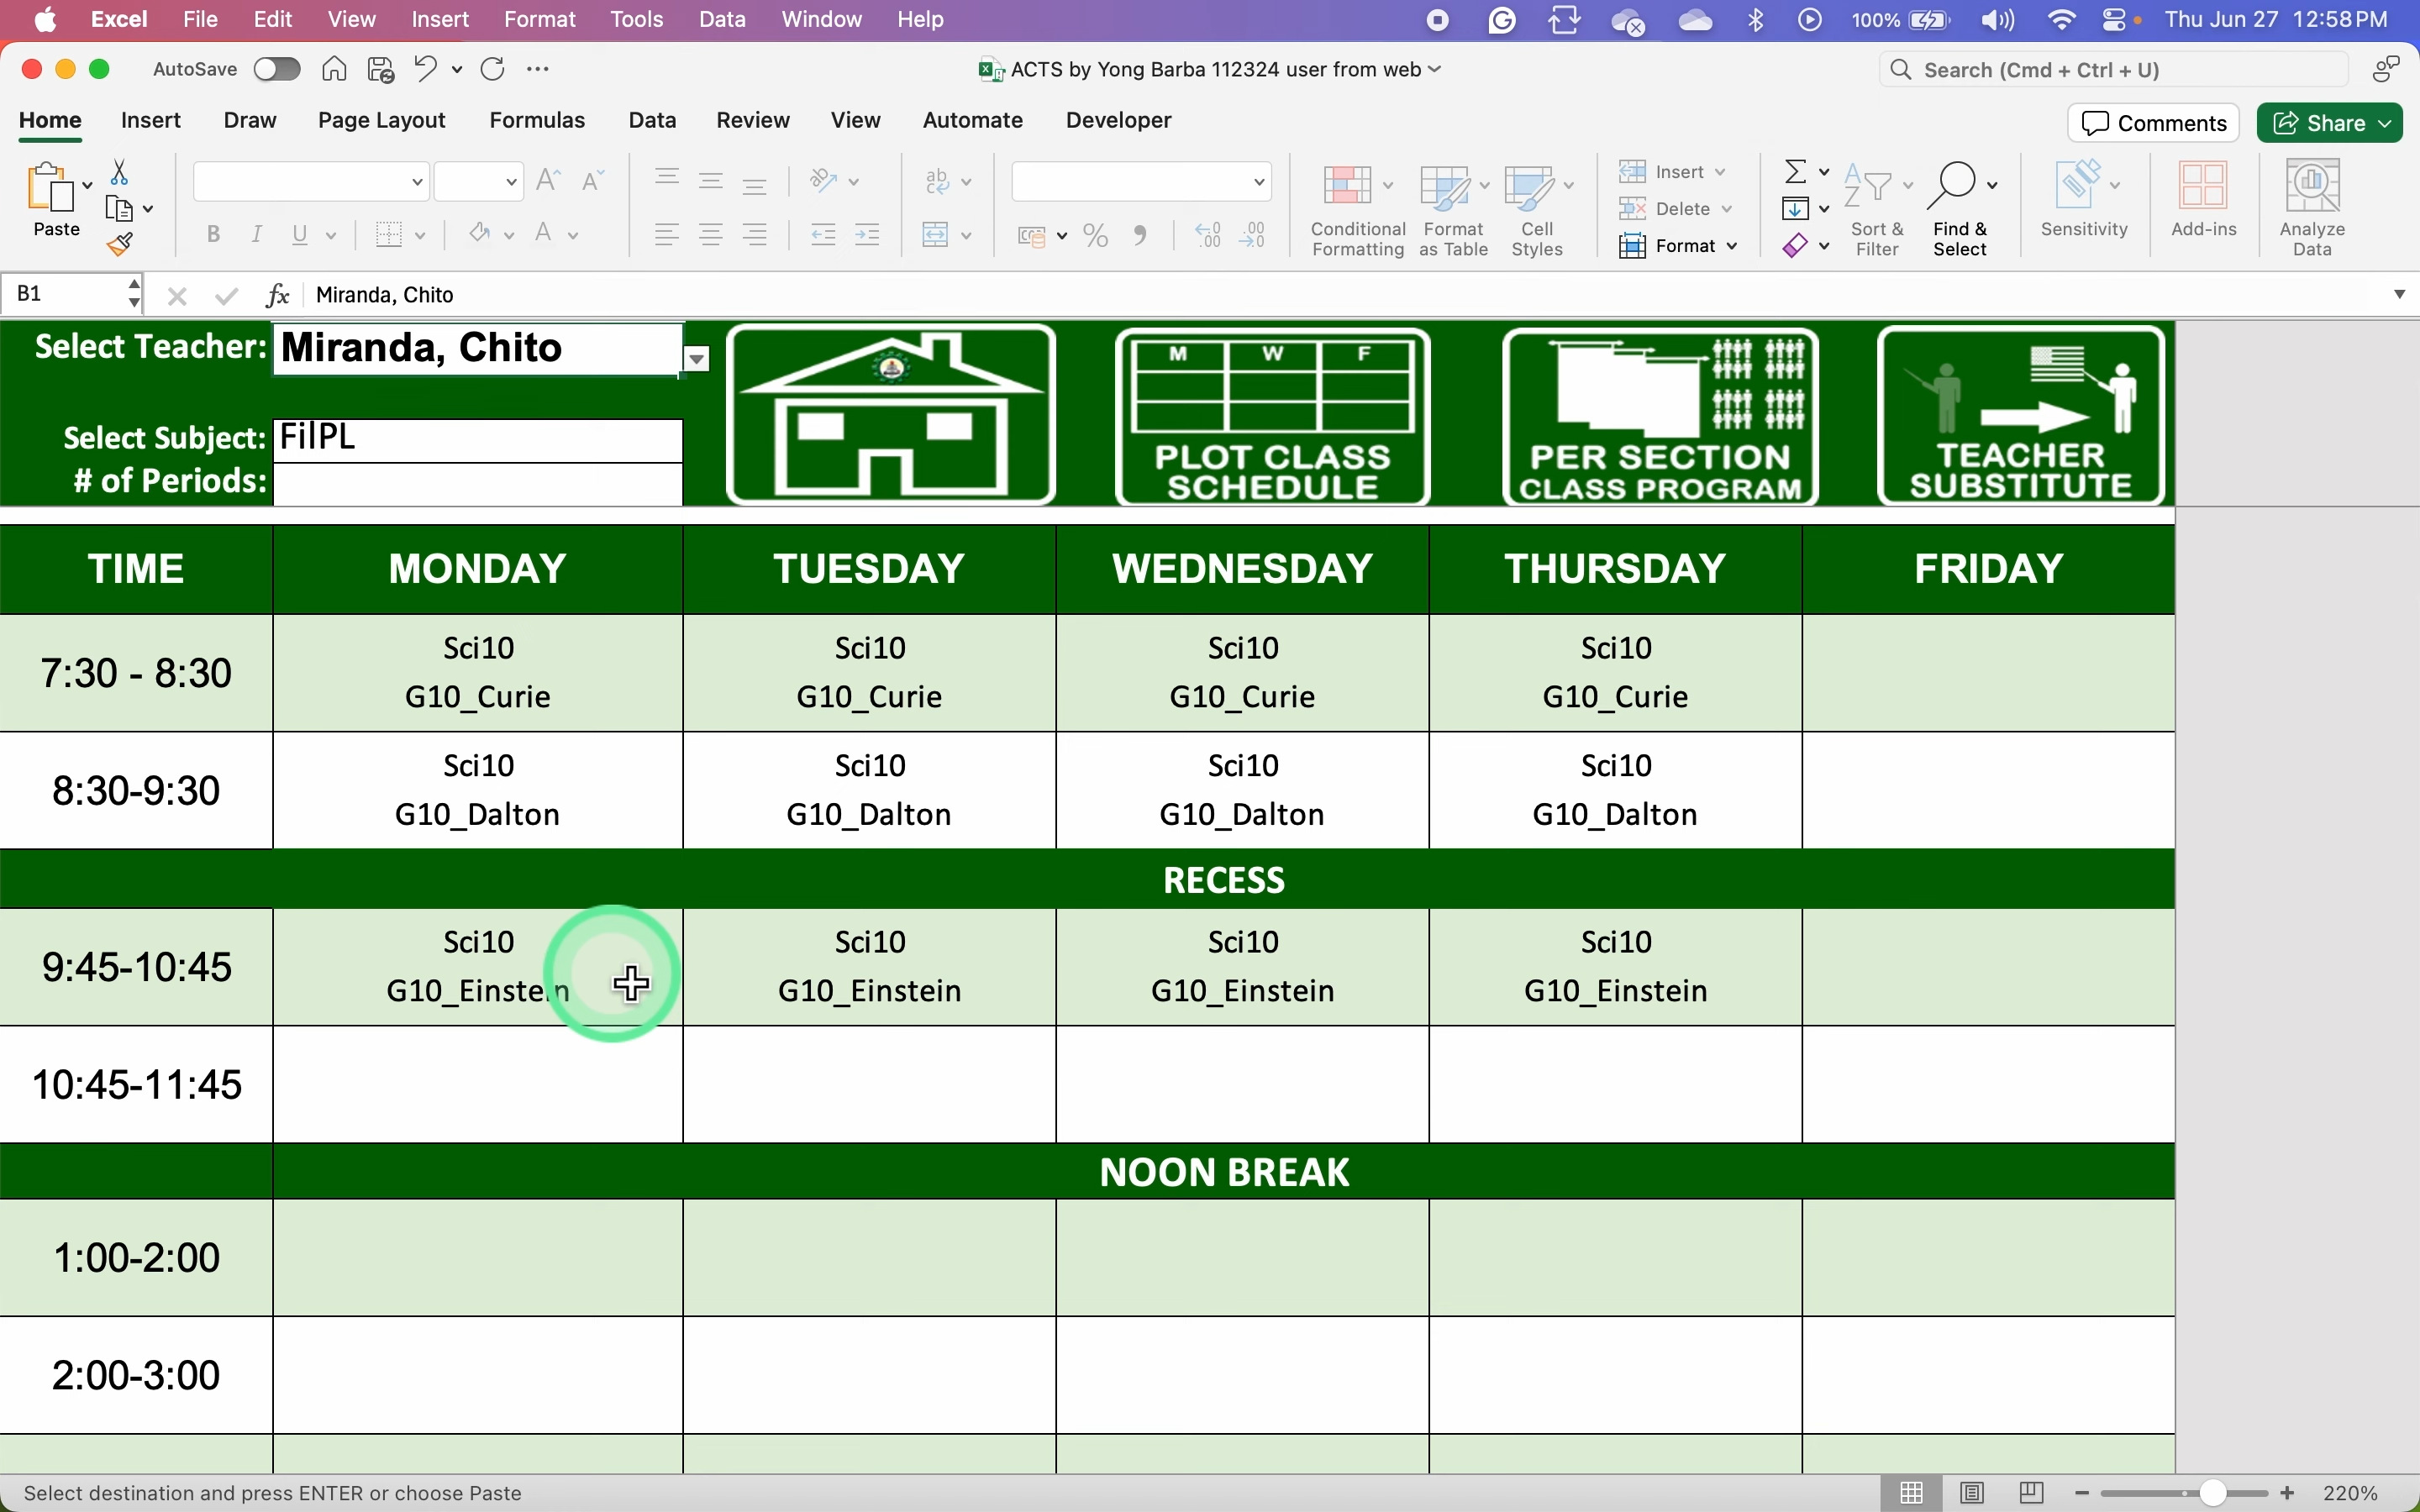 Excel File Edit View Insert Format Tools Data Window Help 100% Thu Jun 27 12:58 PM
AutoSave ACTS by Yong Barba 112324 user from web Search (Cmd + Ctrl + U)
Home Insert Draw Page Layout Formulas Data Review View Automate Developer Comments Share
Paste
Conditional Formatting
Format as Table
Cell Styles
Insert
Delete
Format
Sort & Filter
Find & Select
Sensitivity
Add-ins
Analyze Data
B1 fx Miranda, Chito
Select Teacher: Miranda, Chito
Select Subject: FilPL
# of Periods:
M W F
PLOT CLASS
SCHEDULE
PER SECTION
CLASS PROGRAM
TEACHER
SUBSTITUTE
TIME MONDAY TUESDAY WEDNESDAY THURSDAY FRIDAY
7:30 - 8:30
Sci10 Sci10 Sci10 Sci10
G10_Curie G10_Curie G10_Curie G10_Curie
8:30-9:30
Sci10 Sci10 Sci10 Sci10
G10_Dalton G10_Dalton G10_Dalton G10_Dalton
RECESS
9:45-10:45
Sci10 Sci10 Sci10 Sci10
G10_Einstein G10_Einstein G10_Einstein G10_Einstein
10:45-11:45
NOON BREAK
1:00-2:00
2:00-3:00
Select destination and press ENTER or choose Paste 220%